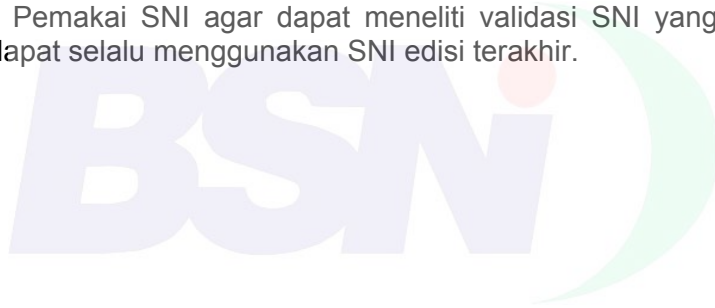 Pemakai SNI agar dapat meneliti validasi SNI yang
dapat selalu menggunakan SNI edisi terakhir.
BSN